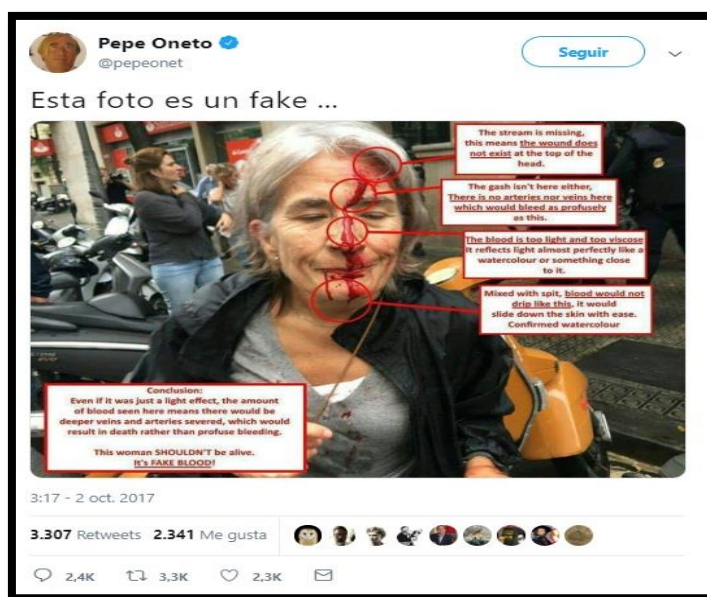 Pepe Oneto
@pepeonet
Seguir
Esta foto es un fake ...
The stream is missing,
this means the wound does
not exist at the top of the
head.
The gash isn't here either,
There is no arteries nor veins here
which would bleed as profusely
as this.
The blood is too light and too viscose
it reflects light almost perfectly like a
watercolour or something close
to it.
Mixed with spit, blood would not
drip like this, it would
slide down the skin with ease.
Confirmed watercolour
Conclusion:
Even if it was just a light effect, the amount
of blood seen here means there would be
deeper veins and arteries severed, which would
result in death rather than profuse bleeding.
This woman SHOULDN'T be alive.
It's FAKE BLOOD!
3:17 - 2 oct. 2017
3.307 Retweets 2.341 Me gusta
2,4K 3,3K 2,3K